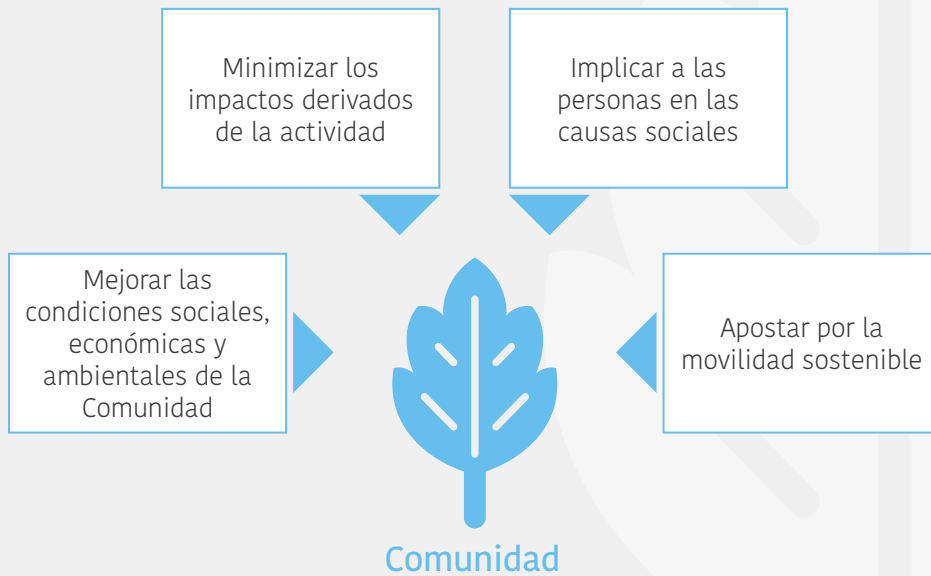 Minimizar los
impactos derivados
de la actividad
Implicar a las
personas en las
causas sociales
Mejorar las
condiciones sociales,
económicas y
ambientales de la
Comunidad
Apostar por la
movilidad sostenible
Comunidad